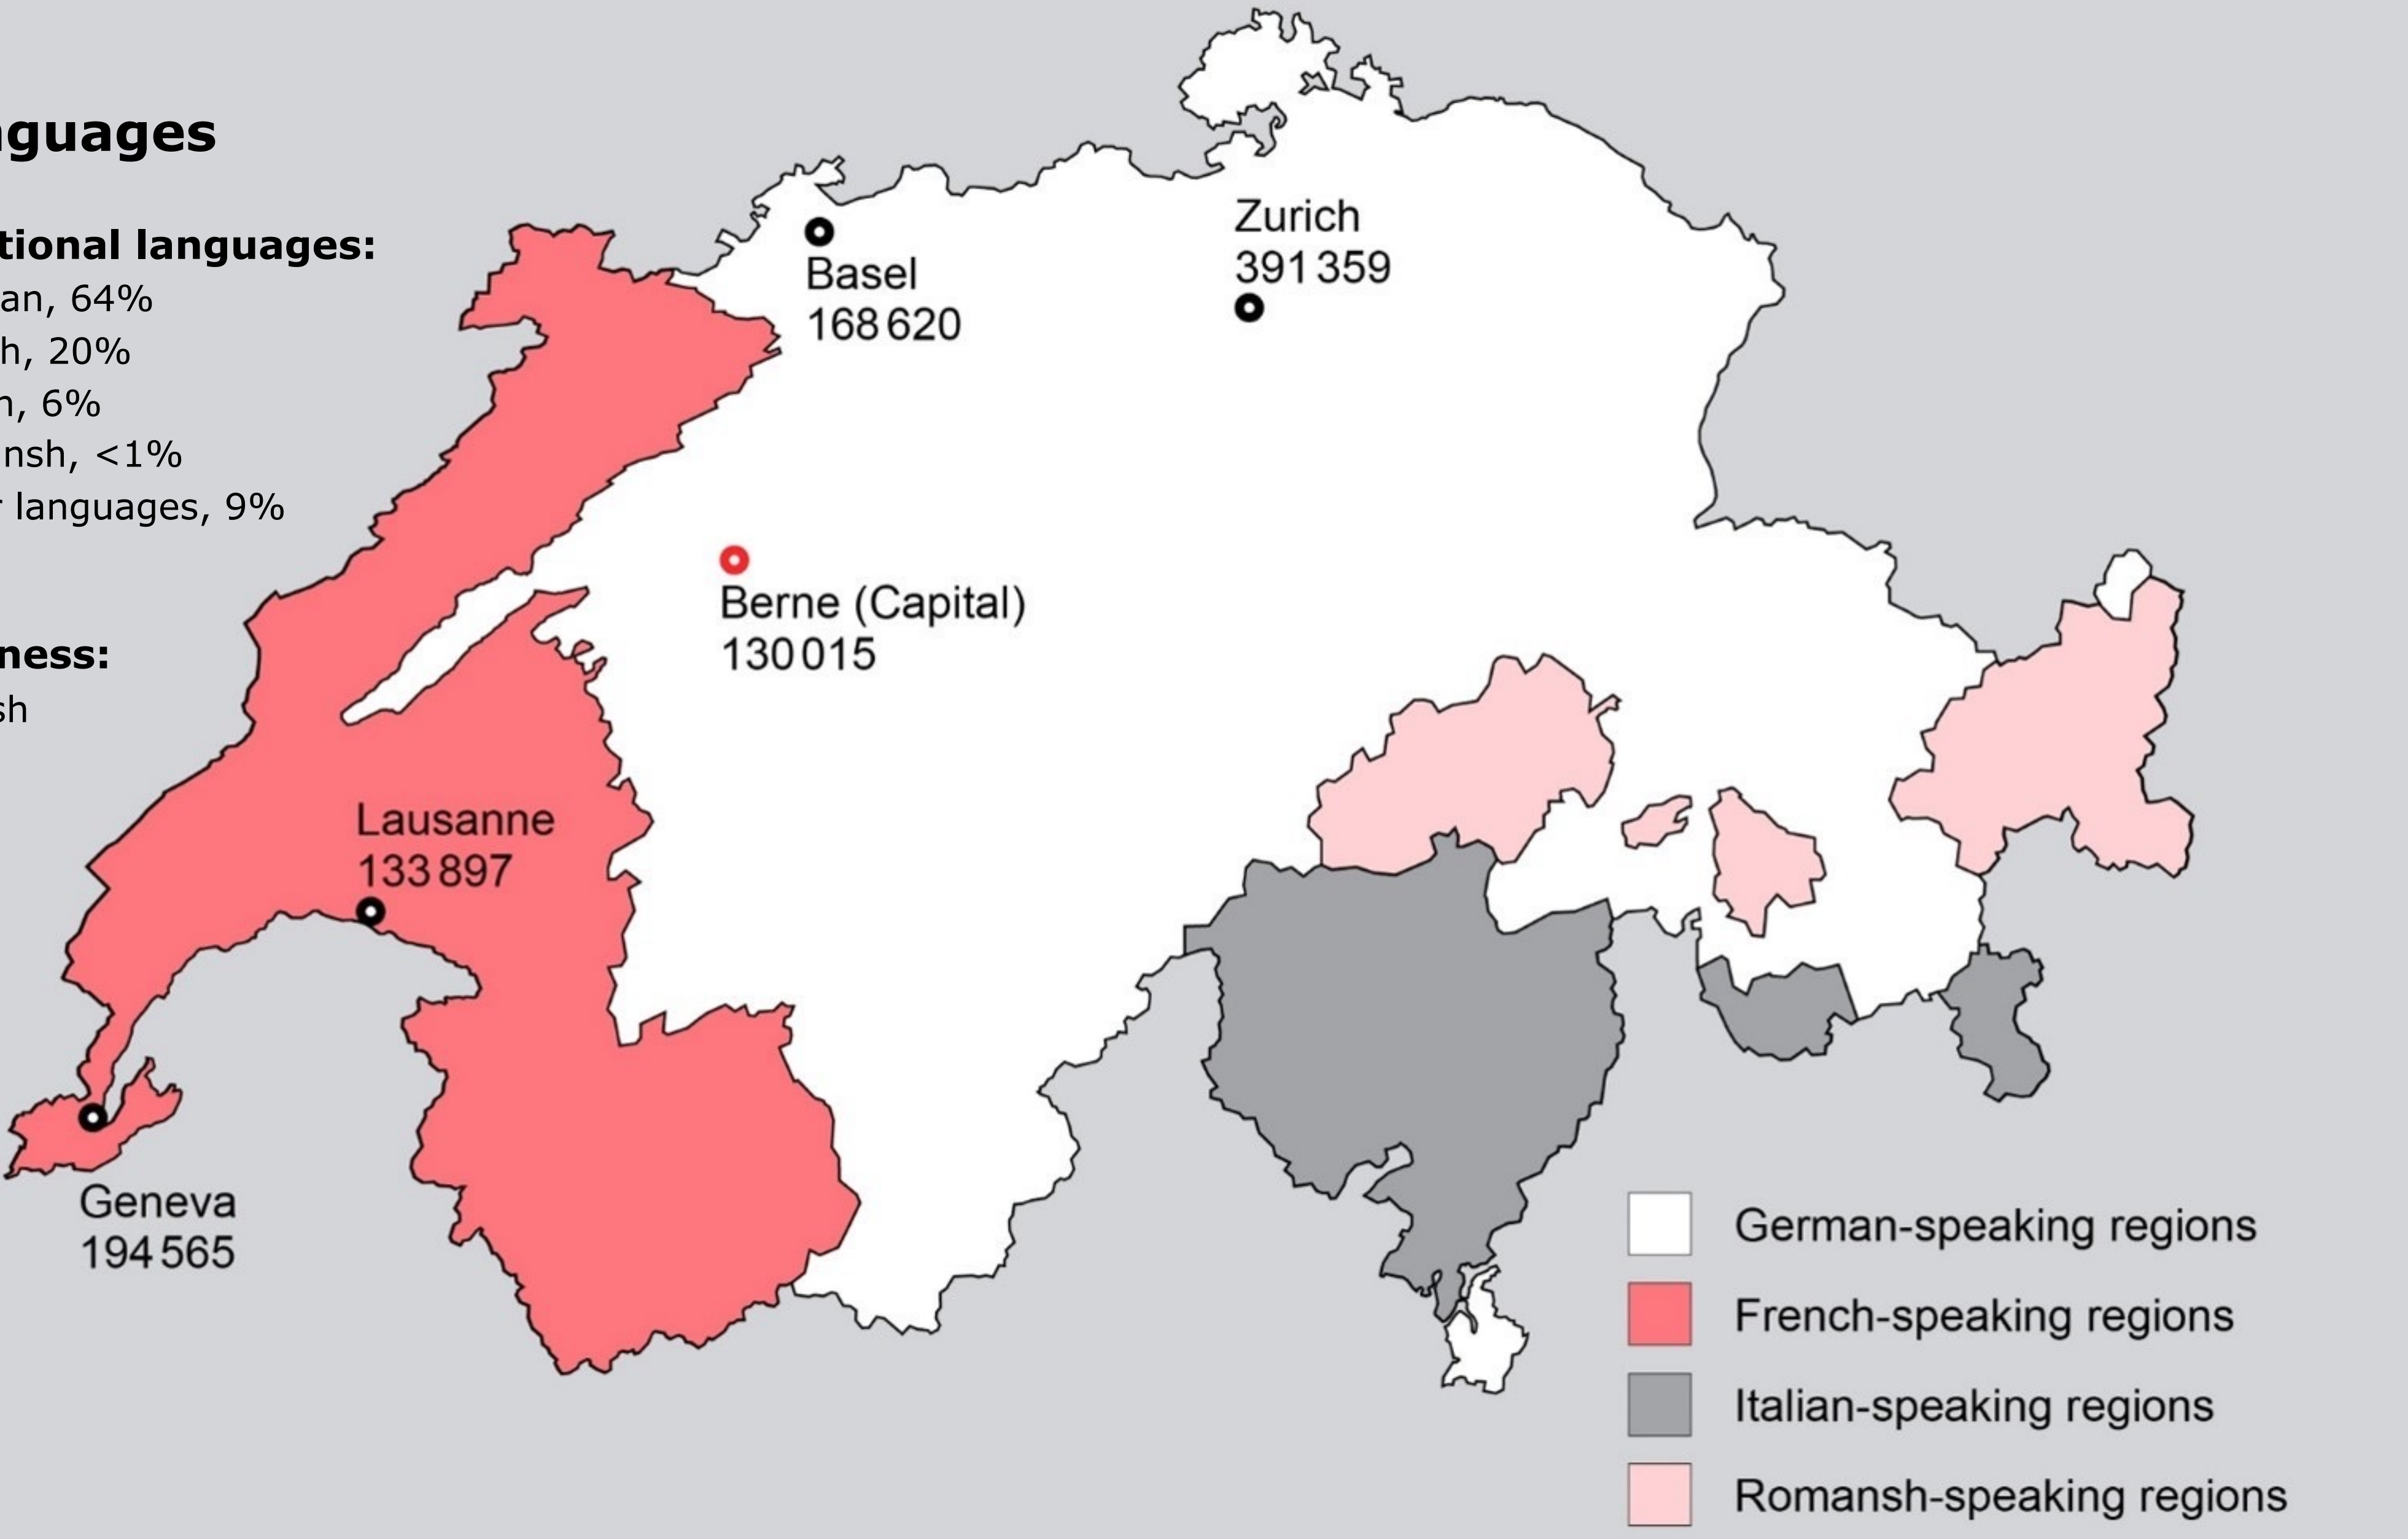 nguages
tional languages:
an, 64%
h, 20%
n, 6%
nsh, <1%
r languages, 9%
ness:
sh
Zurich
391 359
Basel
168 620
Berne (Capital)
130 015
Lausanne
133 897
Geneva
194 565
German-speaking regions
French-speaking regions
Italian-speaking regions
Romansh-speaking regions